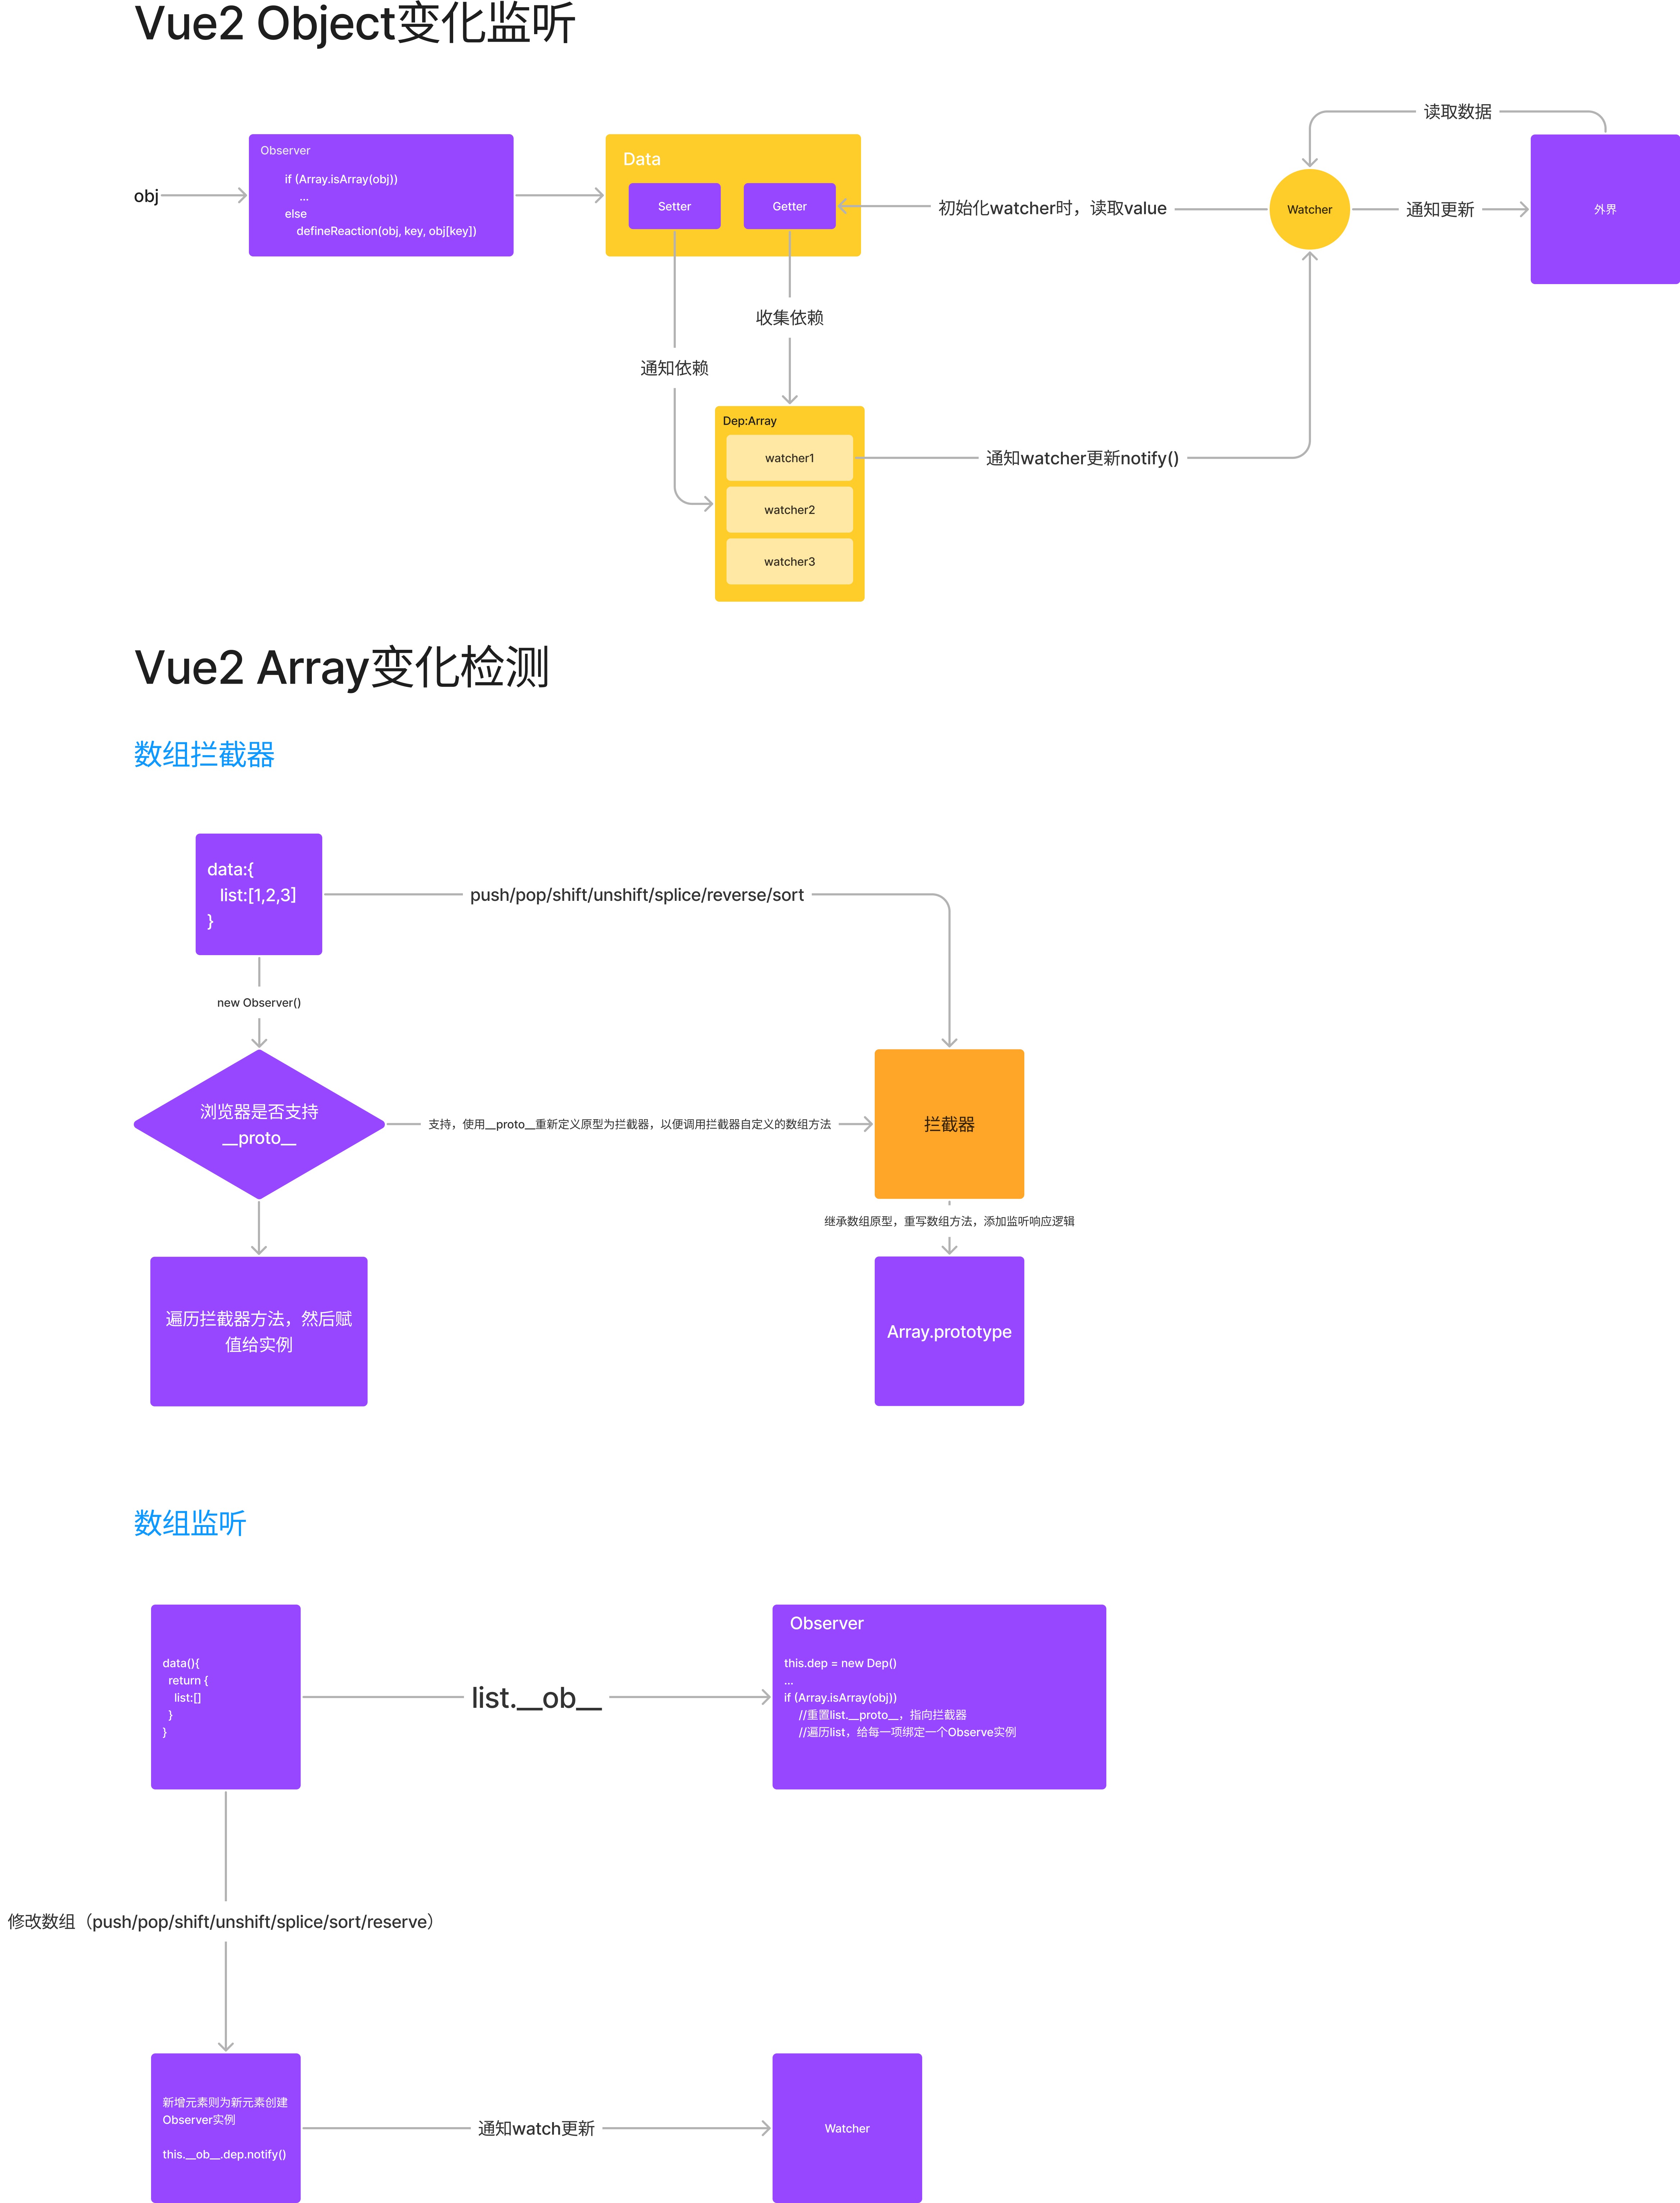 Vue2 Object变化监听
读取数据
obj
Observer
if (Array.isArray(obj))
...
else
defineReaction(obj, key, obj[key])
Data
Setter
Getter
初始化watcher时，读取value
Watcher
通知更新
外界
收集依赖
通知依赖
Dep:Array
watcher1
watcher2
watcher3
通知watcher更新notify()
Vue2 Array变化检测
数组拦截器
data:{
list:[1,2,3]
}
push/pop/shift/unshift/splice/reverse/sort
new Observer()
浏览器是否支持
__proto__
支持，使用__proto__重新定义原型为拦截器，以便调用拦截器自定义的数组方法
拦截器
继承数组原型，重写数组方法，添加监听响应逻辑
遍历拦截器方法，然后赋
值给实例
Array.prototype
数组监听
data(){
return {
list:[]
}
}
list.__ob__
Observer
this.dep = new Dep()
...
if (Array.isArray(obj))
//重置list.__proto__，指向拦截器
//遍历list，给每一项绑定一个Observe实例
修改数组（push/pop/shift/unshift/splice/sort/reserve）
新增元素则为新元素创建
Observer实例
this.__ob__.dep.notify()
通知watch更新
Watcher